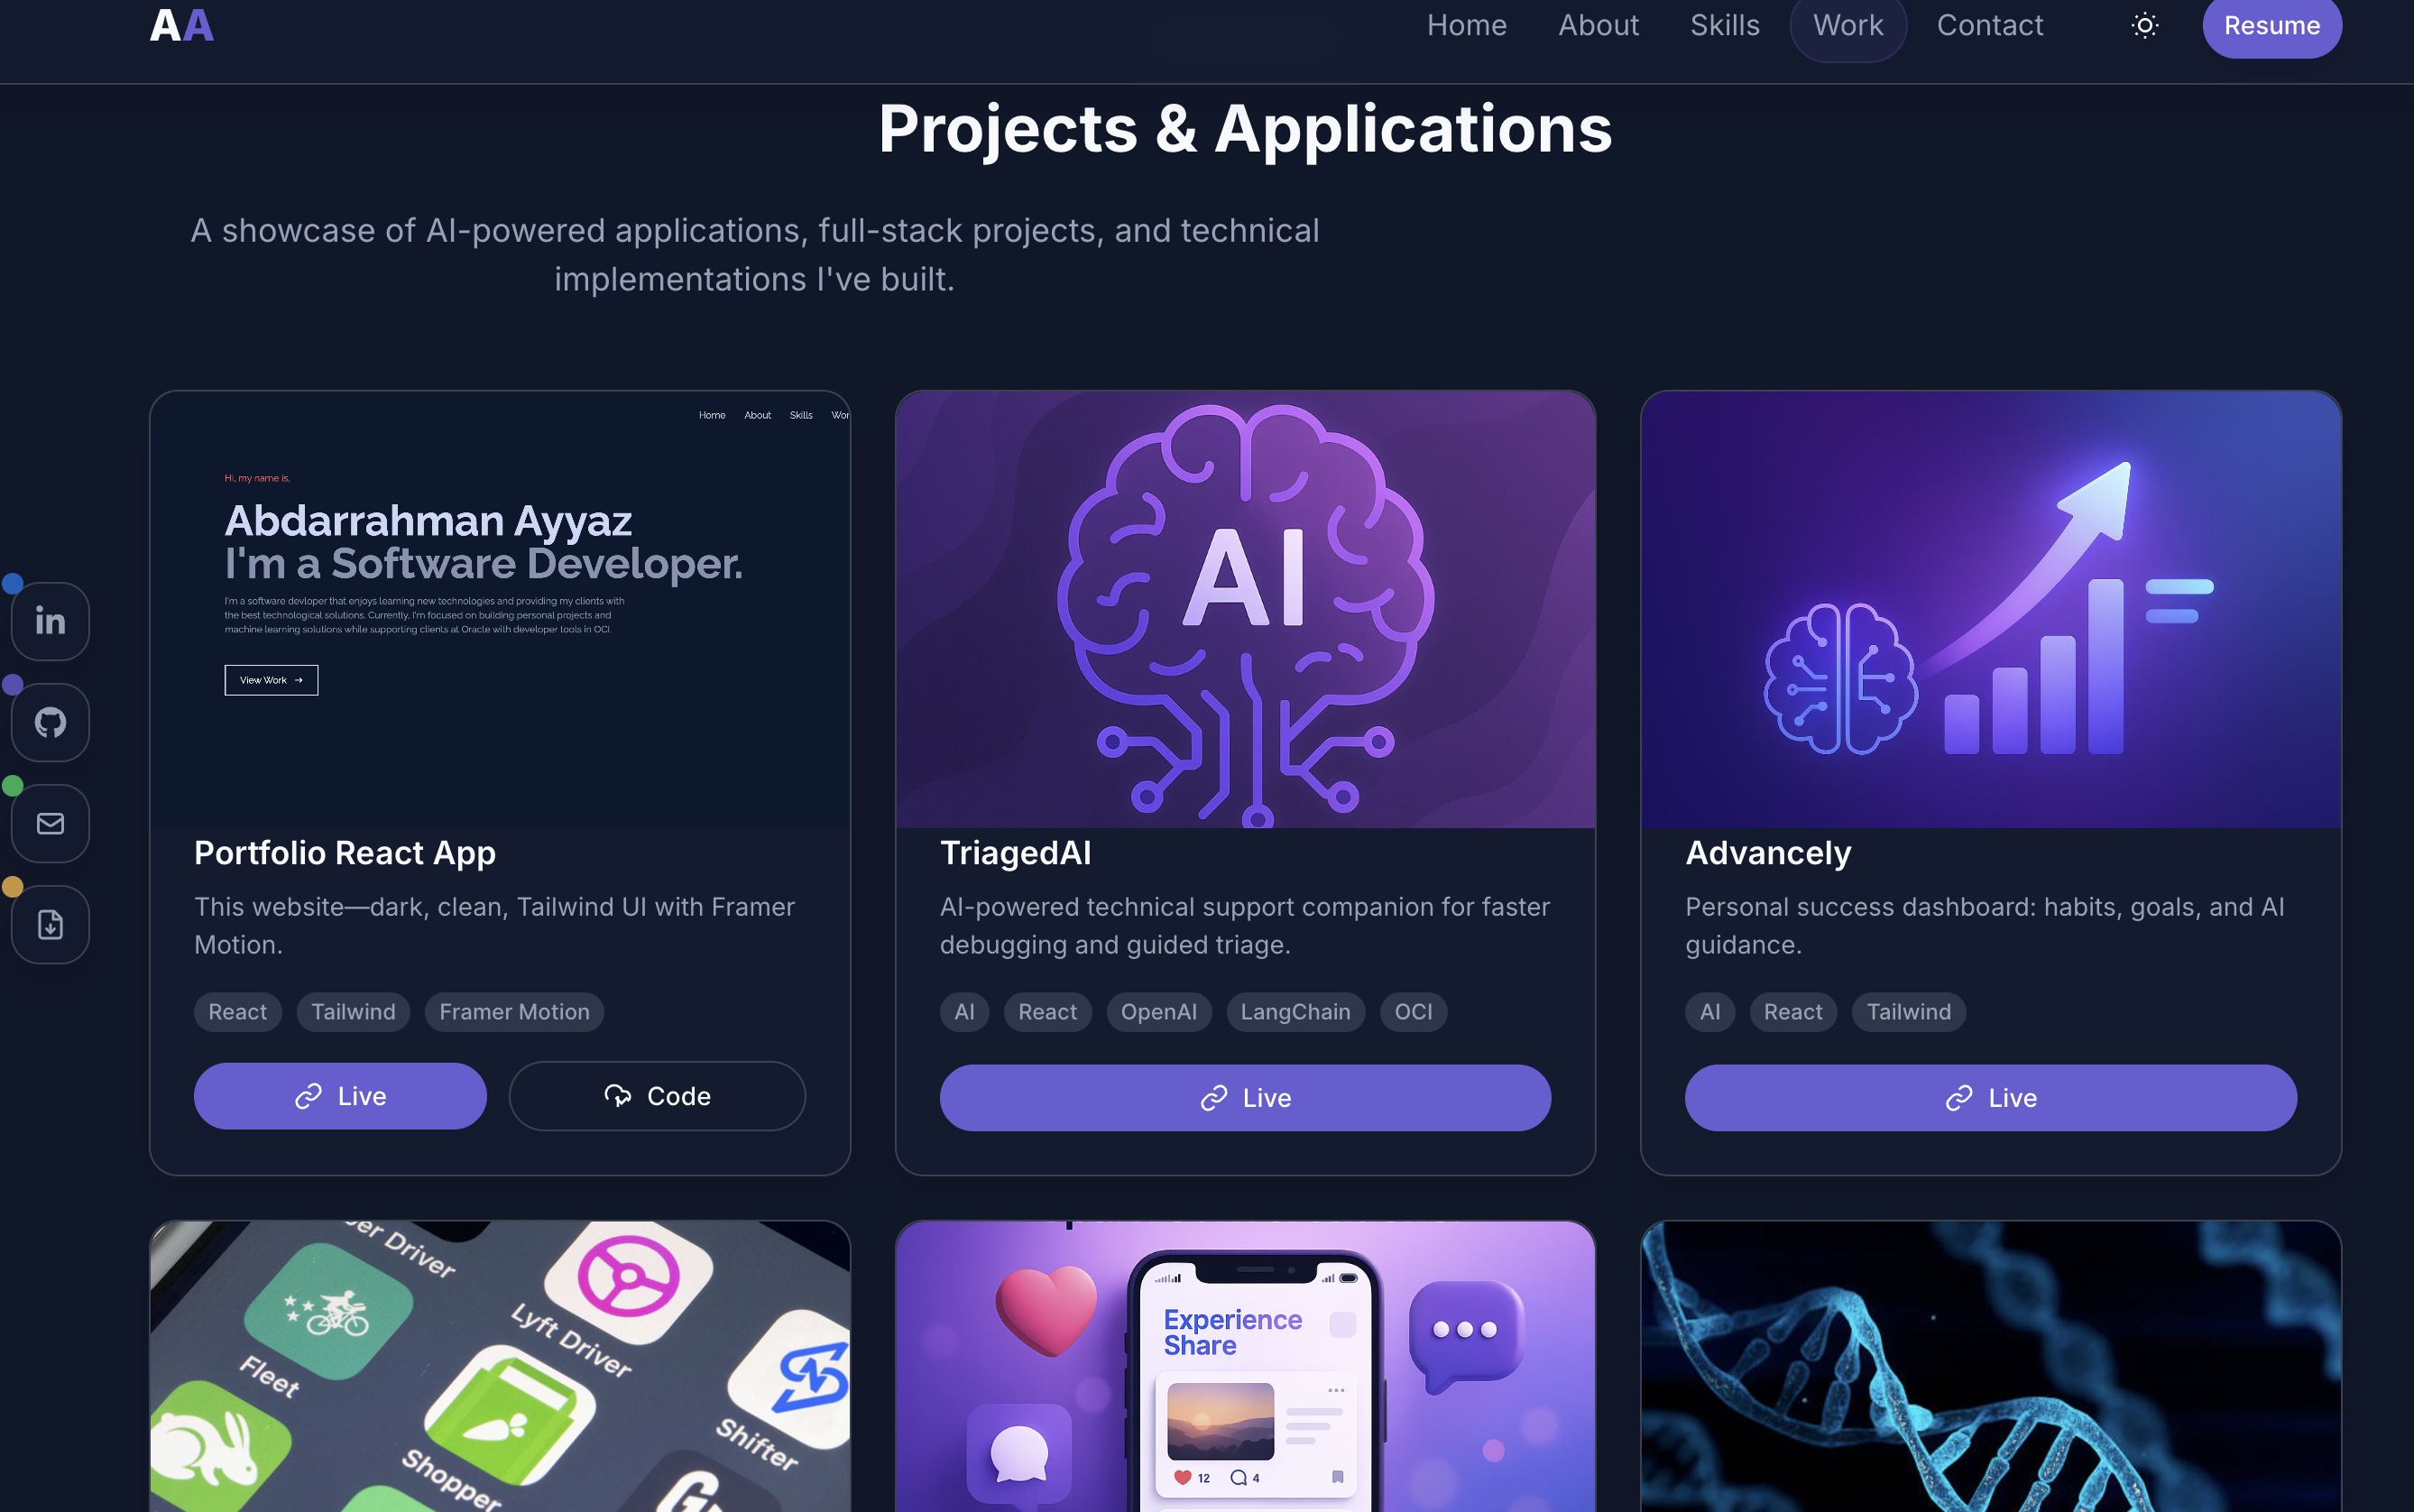 AA
Home About Skills Work Contact Resume
Projects & Applications
A showcase of AI-powered applications, full-stack projects, and technical
implementations I've built.
Home About Skills Wor
Hi, my name is,
Abdarrahman Ayyaz
I'm a Software Developer.
I'm a software devloper that enjoys learning new technologies and providing my clients with
the best technological solutions. Currently, I'm focused on building personal projects and
machine learning solutions while supporting clients at Oracle with developer tools in OCI.
View Work →
AI
in
Portfolio React App
This website—dark, clean, Tailwind UI with Framer
Motion.
React Tailwind Framer Motion
Live Code
TriagedAI
AI-powered technical support companion for faster
debugging and guided triage.
AI React OpenAI LangChain OCI
Live
Advancely
Personal success dashboard: habits, goals, and AI
guidance.
AI React Tailwind
Live
er Driver
Lyft Driver
Fleet
Shopper
Shifter
Experience
Share
12 4